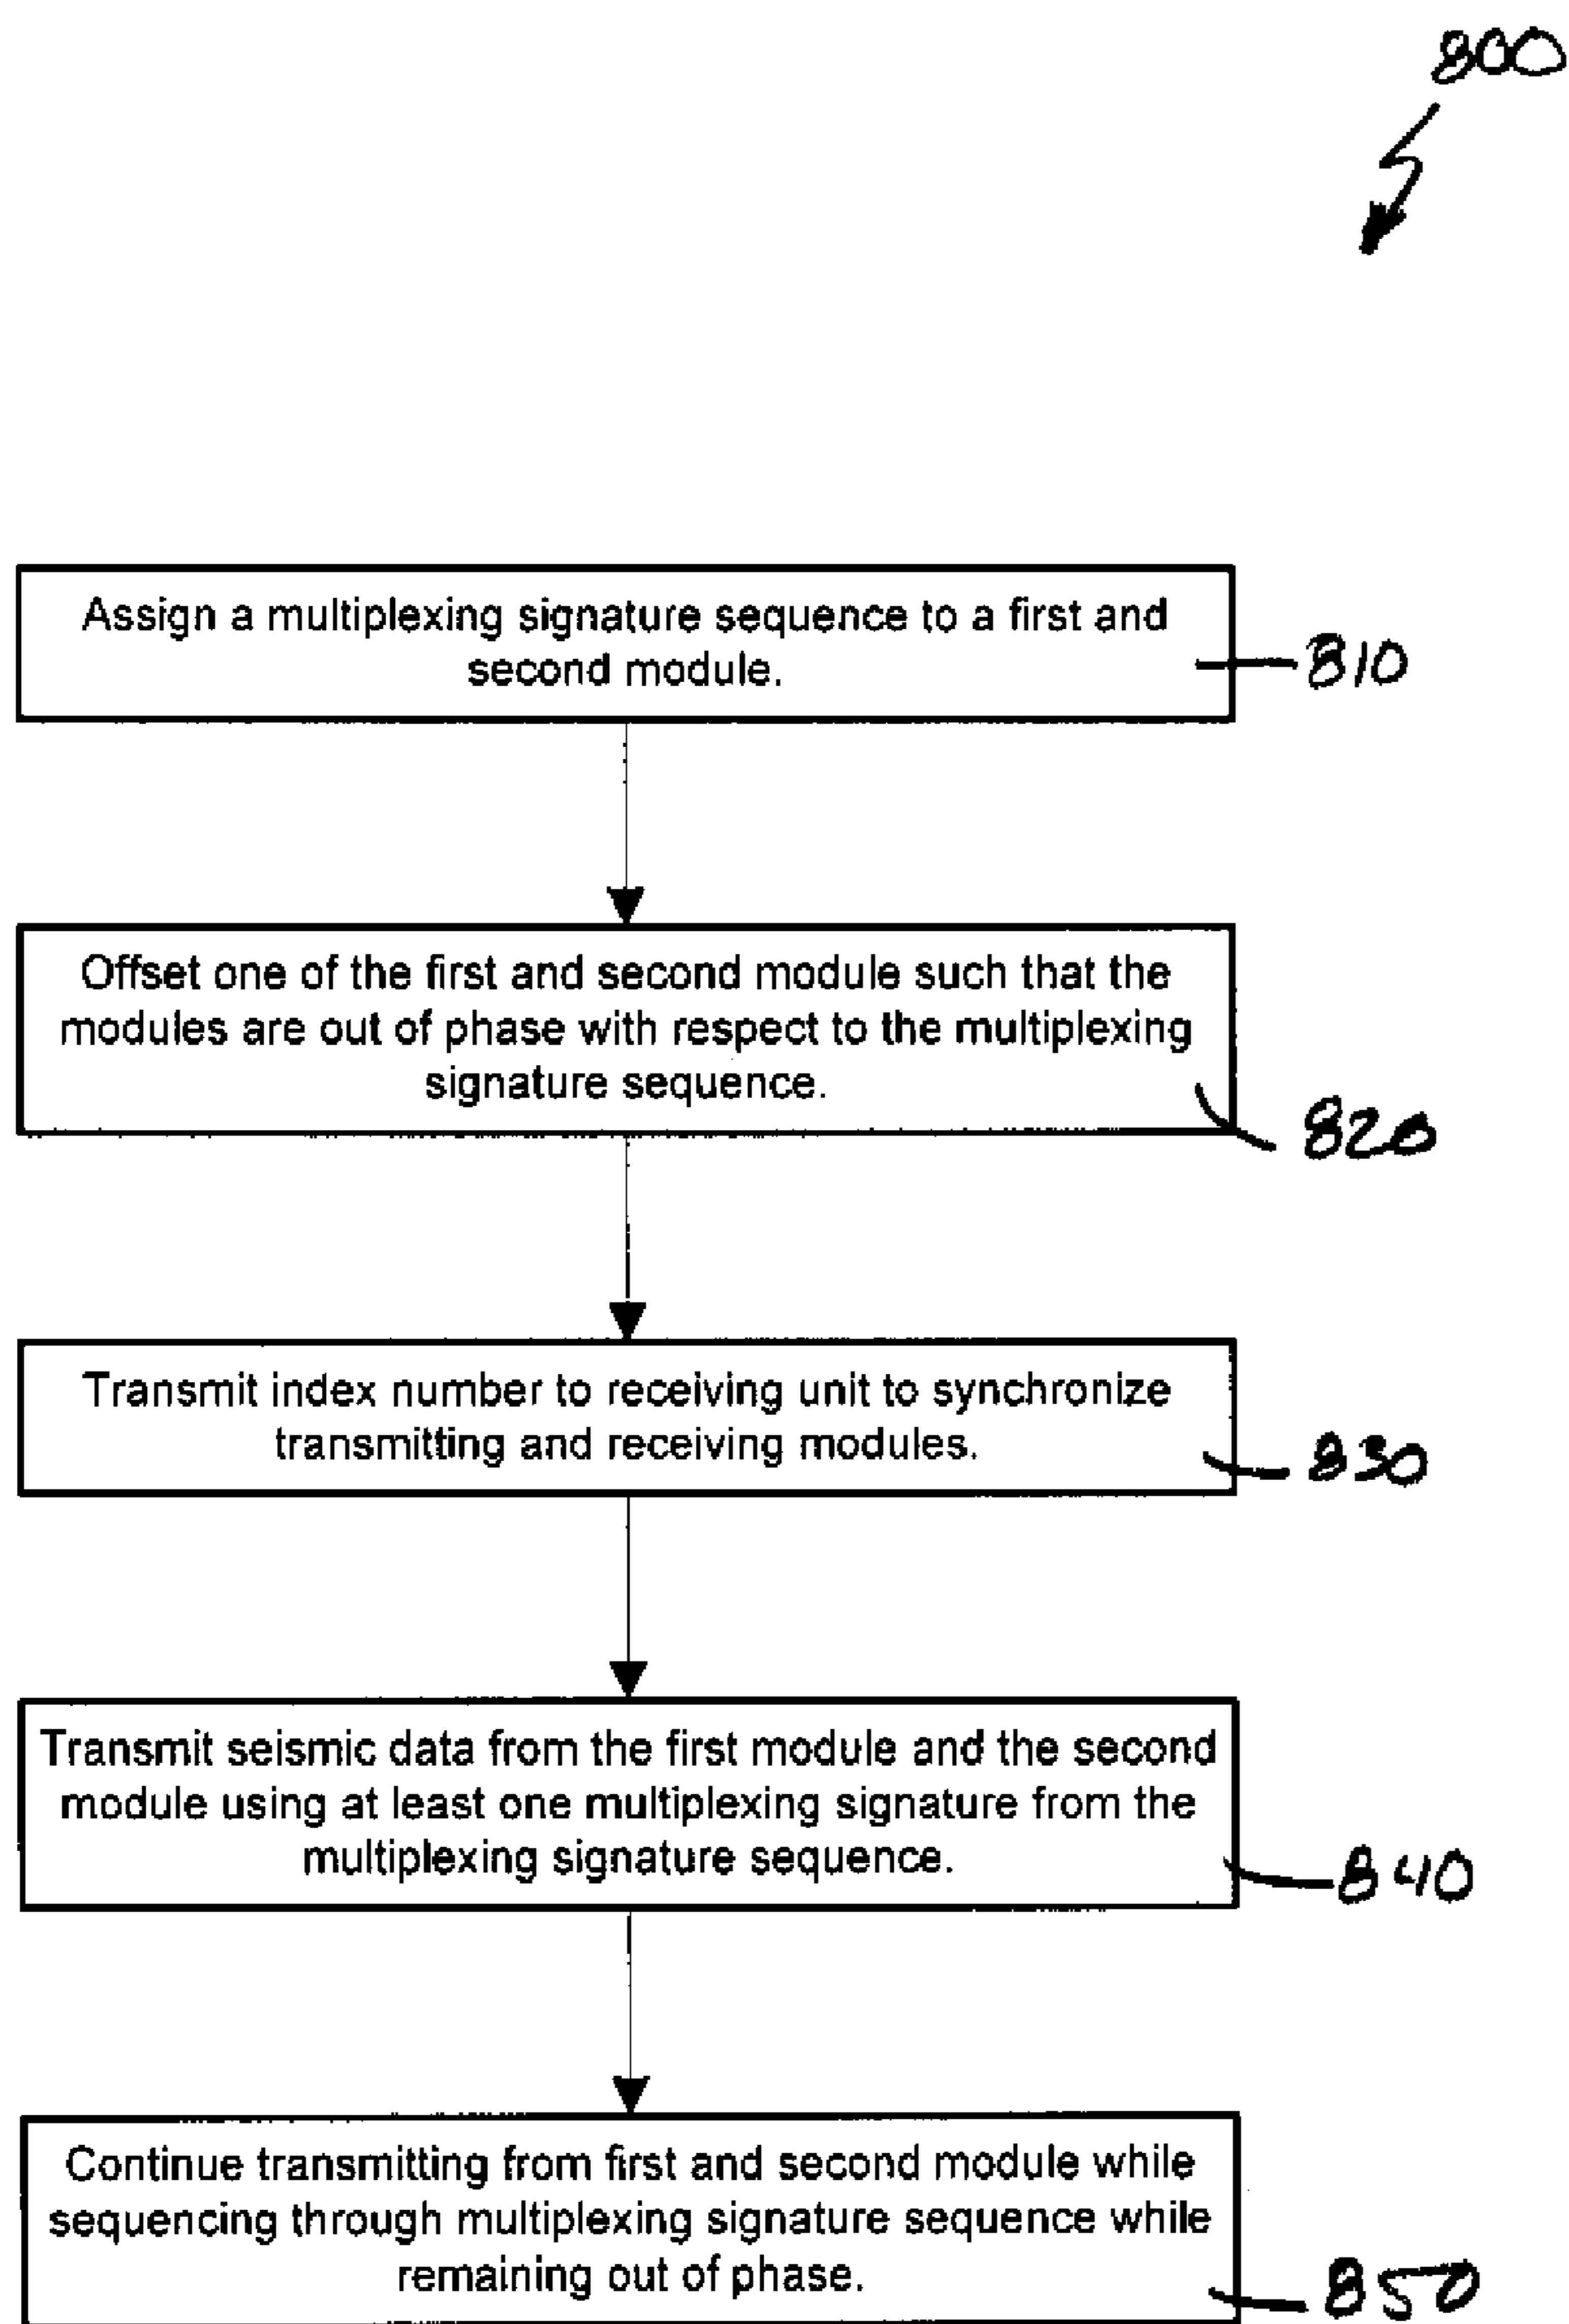 800
Assign a multiplexing signature sequence to a first and
second module.
810
Offset one of the first and second module such that the
modules are out of phase with respect to the multiplexing
signature sequence.
820
Transmit index number to receiving unit to synchronize
transmitting and receiving modules.
830
Transmit seismic data from the first module and the second
module using at least one multiplexing signature from the
multiplexing signature sequence.
840
Continue transmitting from first and second module while
sequencing through multiplexing signature sequence while
remaining out of phase.
850